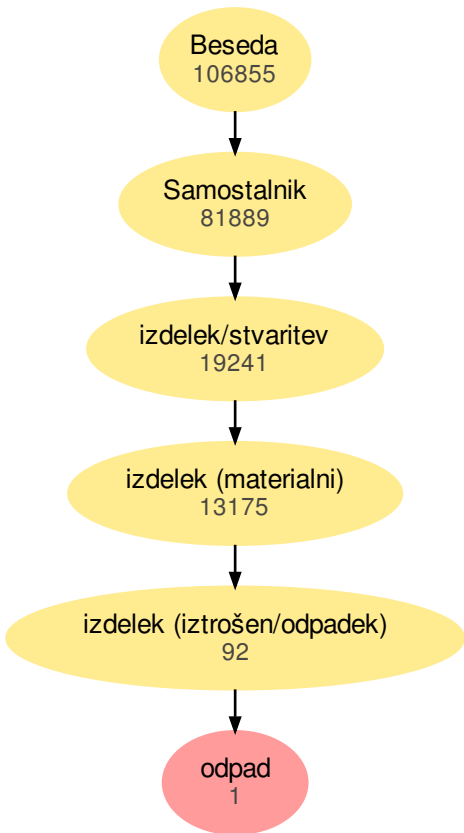 Beseda
106855
Samostalnik
81889
izdelek/stvaritev
19241
izdelek (materialni)
13175
izdelek (iztrošen/odpadek)
92
odpad
1